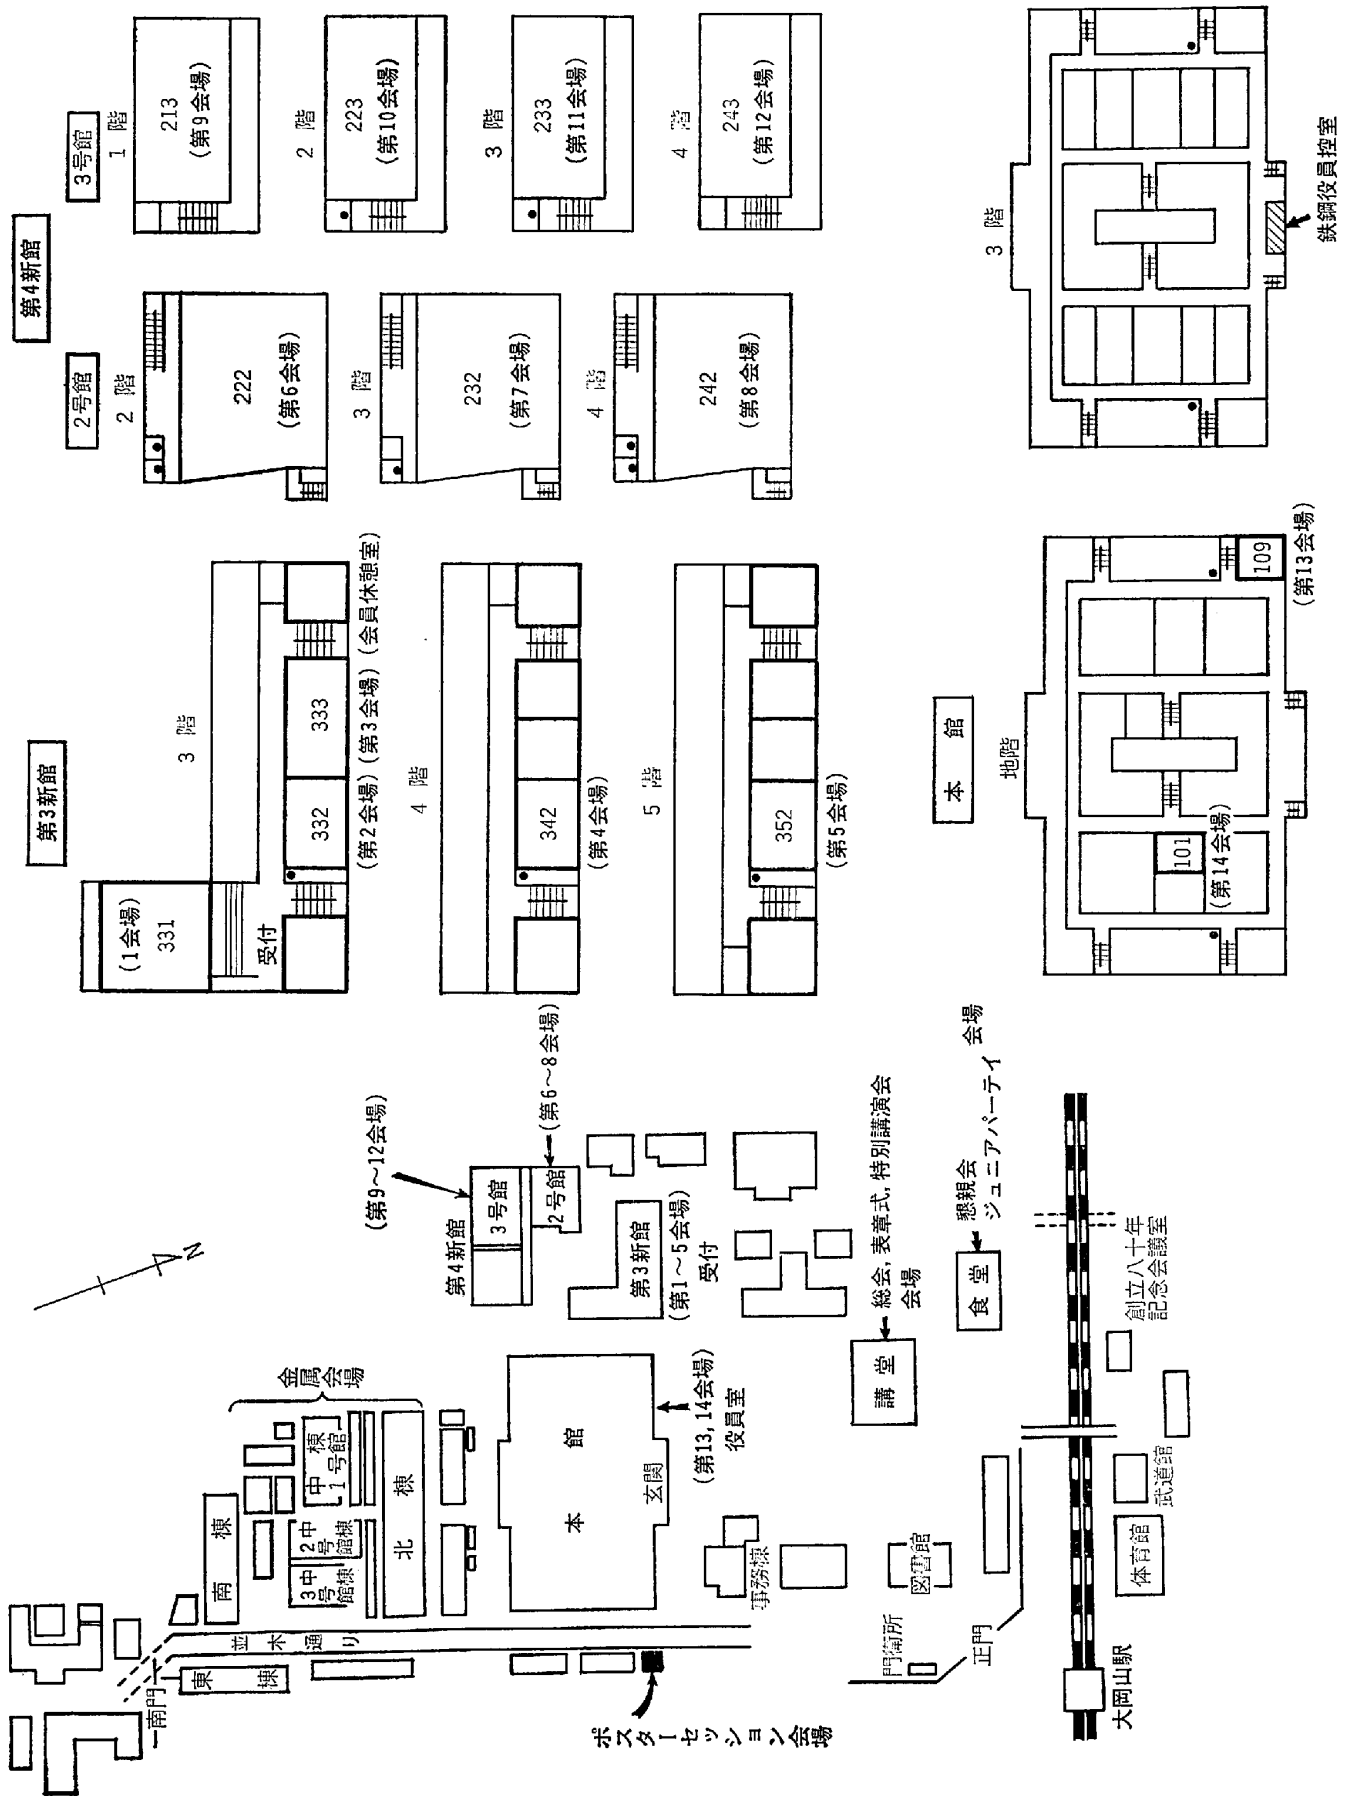 第3新館
3 階
(1会場)
331
受付
332
333
(第2会場)
(第3会場)
(会員休憩室)
4 階
342
(第4会場)
5 階
352
(第5会場)
第4新館
2号館
2 階
222
(第6会場)
3 階
232
(第7会場)
4 階
242
(第8会場)
3号館
1 階
213
(第9会場)
2 階
223
(第10会場)
3 階
233
(第11会場)
4 階
243
(第12会場)
本 館
地階
101
(第14会場)
109
(第13会場)
3 階
鉄鋼役員控室
N
(第9〜12会場)
第4新館
3号館
2号館
(第6〜8会場)
第3新館
(第1〜5会場)
受付
金属会場
南 棟
中棟
1号館
中棟
2号館
中棟
3号館
北 棟
本 館
玄関
(第13,14会場)
役員室
並木通り
東 棟
南門
ポスターセッション会場
事務棟
図書館
講 堂
総会,表章式,特別講演会
会場
食 堂
懇親会
ジュニアパーティ
会場
門衛所
正門
大岡山駅
体育館
武道館
創立八十年
記念会議室